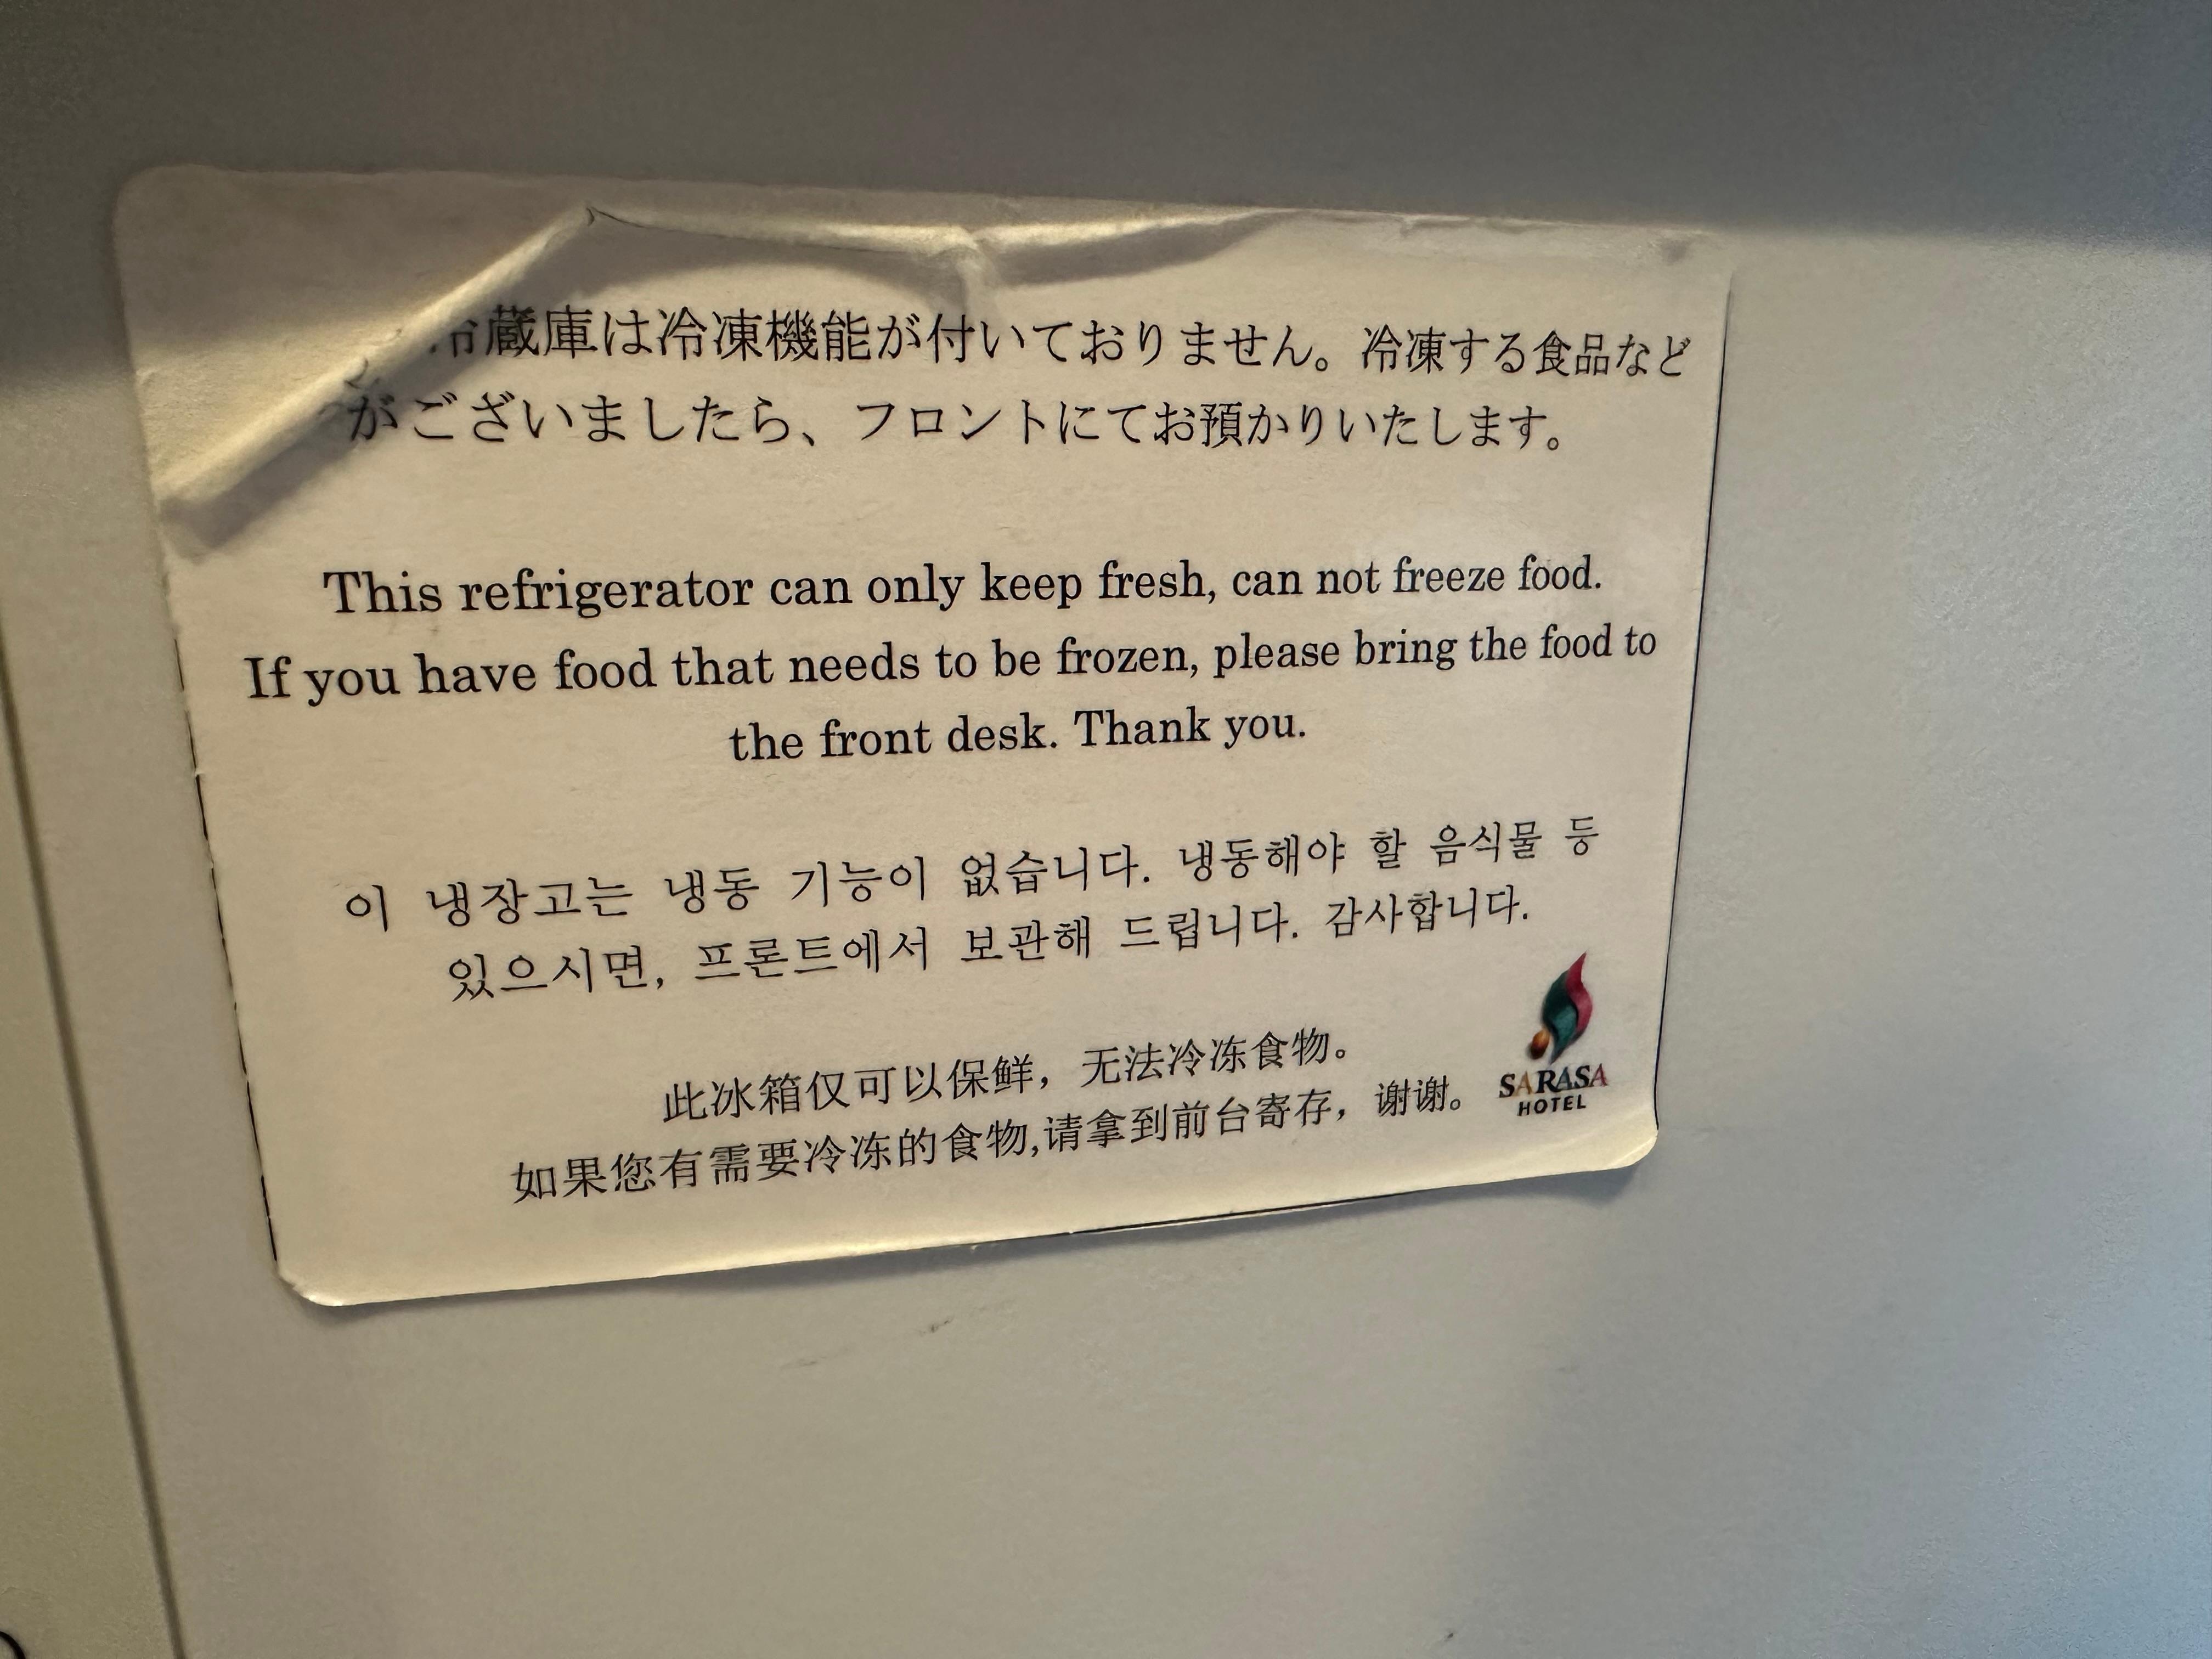 冷蔵庫は冷凍機能が付いておりません。冷凍する食品など
がございましたら、フロントにてお預かりいたします。
This refrigerator can only keep fresh, can not freeze food.
If you have food that needs to be frozen, please bring the food to
the front desk. Thank you.
이 냉장고는 냉동 기능이 없습니다. 냉동해야 할 음식물 등
있으시면, 프론트에서 보관해 드립니다. 감사합니다.
此冰箱仅可以保鲜，无法冷冻食物。
如果您有需要冷冻的食物,请拿到前台寄存，谢谢。
SARASA
HOTEL